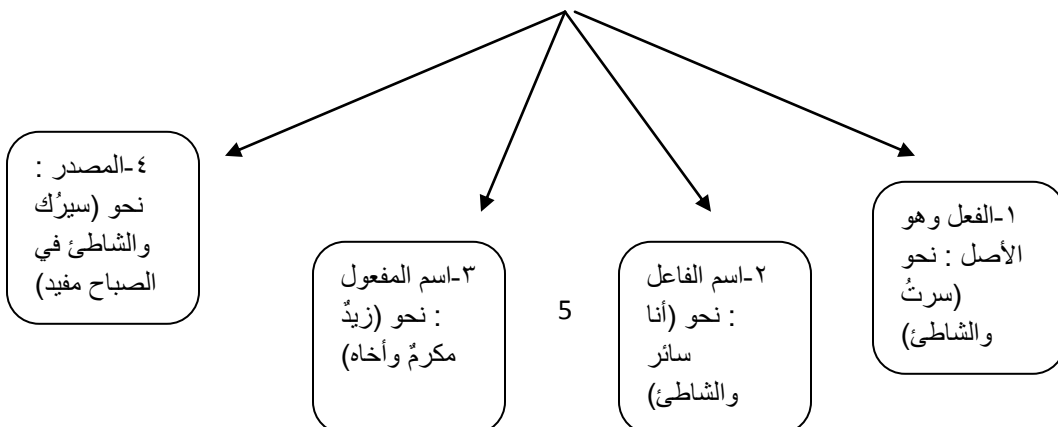 ١-الفعل وهو
الأصل : نحو
(سرتُ
والشاطئ)
٢-اسم الفاعل
: نحو (أنا
سائر
والشاطئ)
5
٣-اسم المفعول
: نحو (زيدٌ
مكرمٌ وأخاه)
٤-المصدر :
نحو (سيرُك
والشاطئ في
الصباح مفيد)